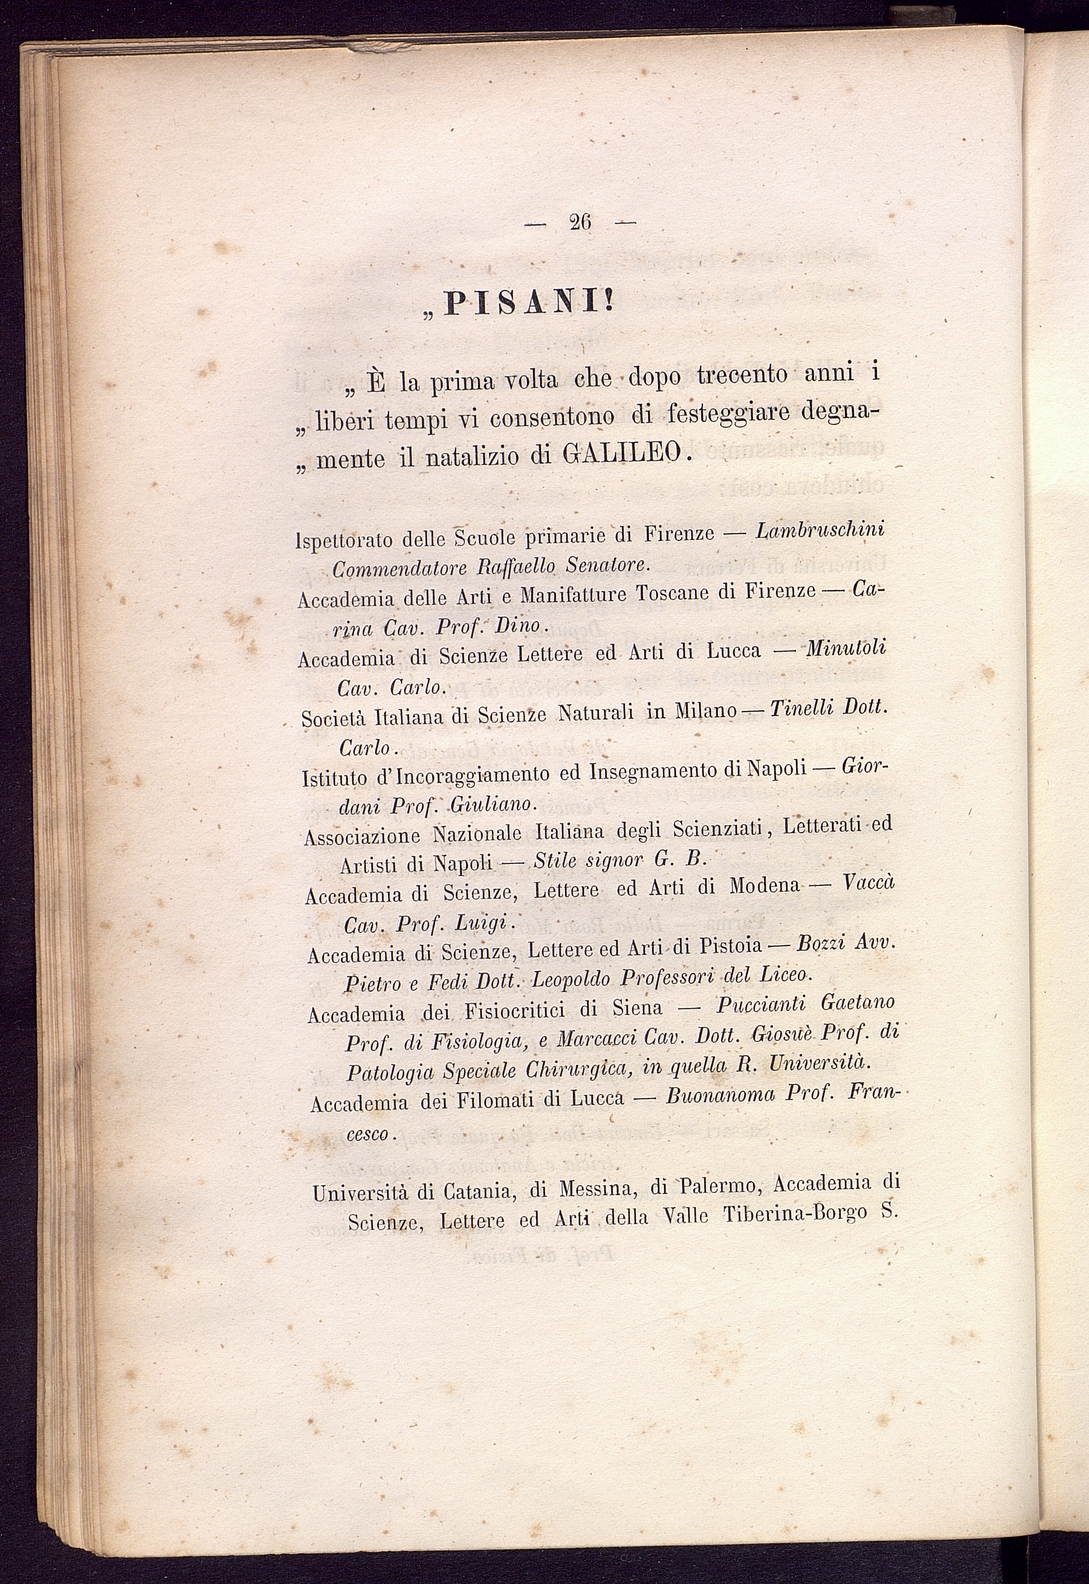 — 26 —
„ PISANI!
„ È la prima volta che dopo trecento anni i
„ liberi tempi vi consentono di festeggiare degna-
„ mente il natalizio di GALILEO.
Ispettorato delle Scuole primarie di Firenze — Lambruschini
Commendatore Raffaello Senatore.
Accademia delle Arti e Manifatture Toscane di Firenze — Ca-
rina Cav. Prof. Dino.
Accademia di Scienze Lettere ed Arti di Lucca — Minutoli
Cav. Carlo.
Società Italiana di Scienze Naturali in Milano — Tinelli Dott.
Carlo.
Istituto d'Incoraggiamento ed Insegnamento di Napoli — Gior-
dani Prof. Giuliano.
Associazione Nazionale Italiana degli Scienziati, Letterati ed
Artisti di Napoli — Stile signor G. B.
Accademia di Scienze, Lettere ed Arti di Modena — Vaccà
Cav. Prof. Luigi.
Accademia di Scienze, Lettere ed Arti di Pistoia — Bozzi Avv.
Pietro e Fedi Dott. Leopoldo Professori del Liceo.
Accademia dei Fisiocritici di Siena — Puccianti Gaetano
Prof. di Fisiologia, e Marcacci Cav. Dott. Giosuè Prof. di
Patologia Speciale Chirurgica, in quella R. Università.
Accademia dei Filomati di Lucca — Buonanoma Prof. Fran-
cesco.
Università di Catania, di Messina, di Palermo, Accademia di
Scienze, Lettere ed Arti della Valle Tiberina-Borgo S.